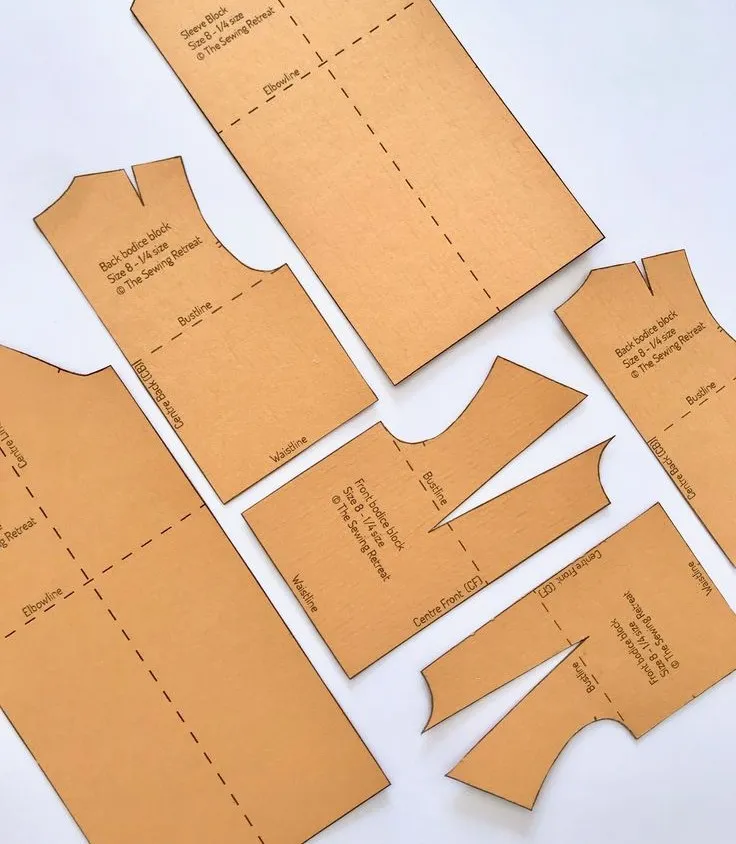 Sleeve Block
Size 8 - 1/4 size
© The Sewing Retreat
Elbowline
Back bodice block
Size 8 - 1/4 size
© The Sewing Retreat
Bustline
Centre Back (CB)
Waistline
Back bodice block
Size 8 - 1/4 size
© The Sewing Retreat
Bustline
Centre Back (CB)
Centre Lin
Retreat
Elbowline
Front bodice block
Size 8 - 1/4 size
© The Sewing Retreat
Bustline
Waistline
Centre Front (CF)
Centre Front (CF)
Waistline
Front bodice block
Size 8 - 1/4 size
© The Sewing Retreat
Bustline